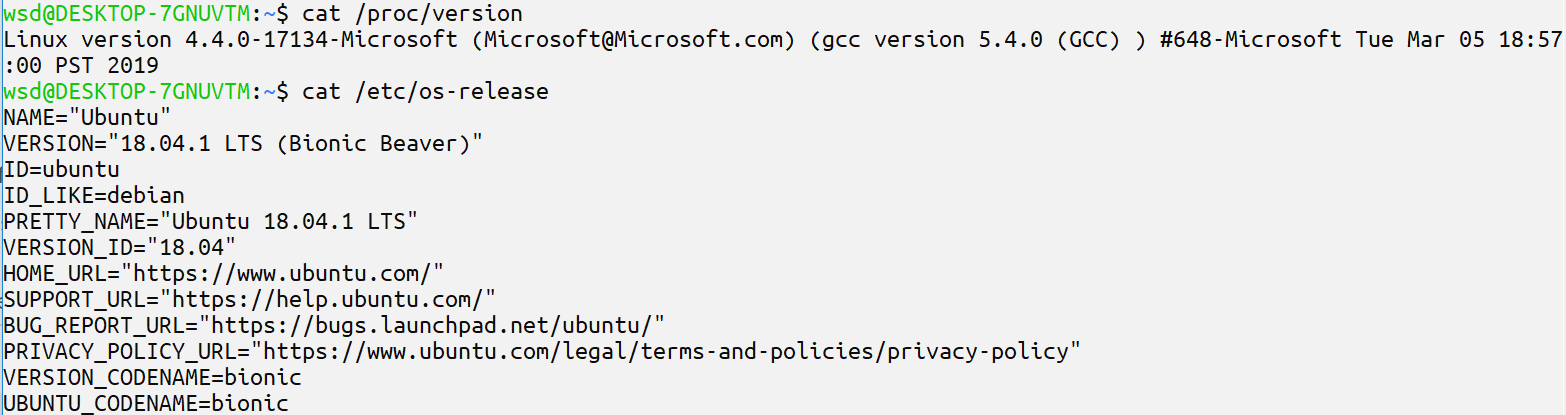 wsd@DESKTOP-7GNUVTM:~$ cat /proc/version
Linux version 4.4.0-17134-Microsoft (Microsoft@Microsoft.com) (gcc version 5.4.0 (GCC) ) #648-Microsoft Tue Mar 05 18:57
:00 PST 2019
wsd@DESKTOP-7GNUVTM:~$ cat /etc/os-release
NAME="Ubuntu"
VERSION="18.04.1 LTS (Bionic Beaver)"
ID=ubuntu
ID_LIKE=debian
PRETTY_NAME="Ubuntu 18.04.1 LTS"
VERSION_ID="18.04"
HOME_URL="https://www.ubuntu.com/"
SUPPORT_URL="https://help.ubuntu.com/"
BUG_REPORT_URL="https://bugs.launchpad.net/ubuntu/"
PRIVACY_POLICY_URL="https://www.ubuntu.com/legal/terms-and-policies/privacy-policy"
VERSION_CODENAME=bionic
UBUNTU_CODENAME=bionic